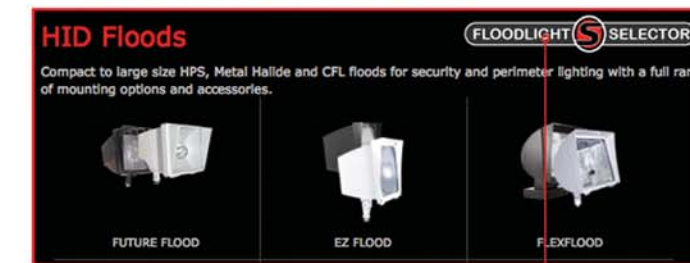 HID Floods
FLOODLIGHT S SELECTOR
Compact to large size HPS, Metal Halide and CFL floods for security and perimeter lighting with a full
of mounting options and accessories.
FUTURE FLOOD
EZ FLOOD
FLEXFLOOD